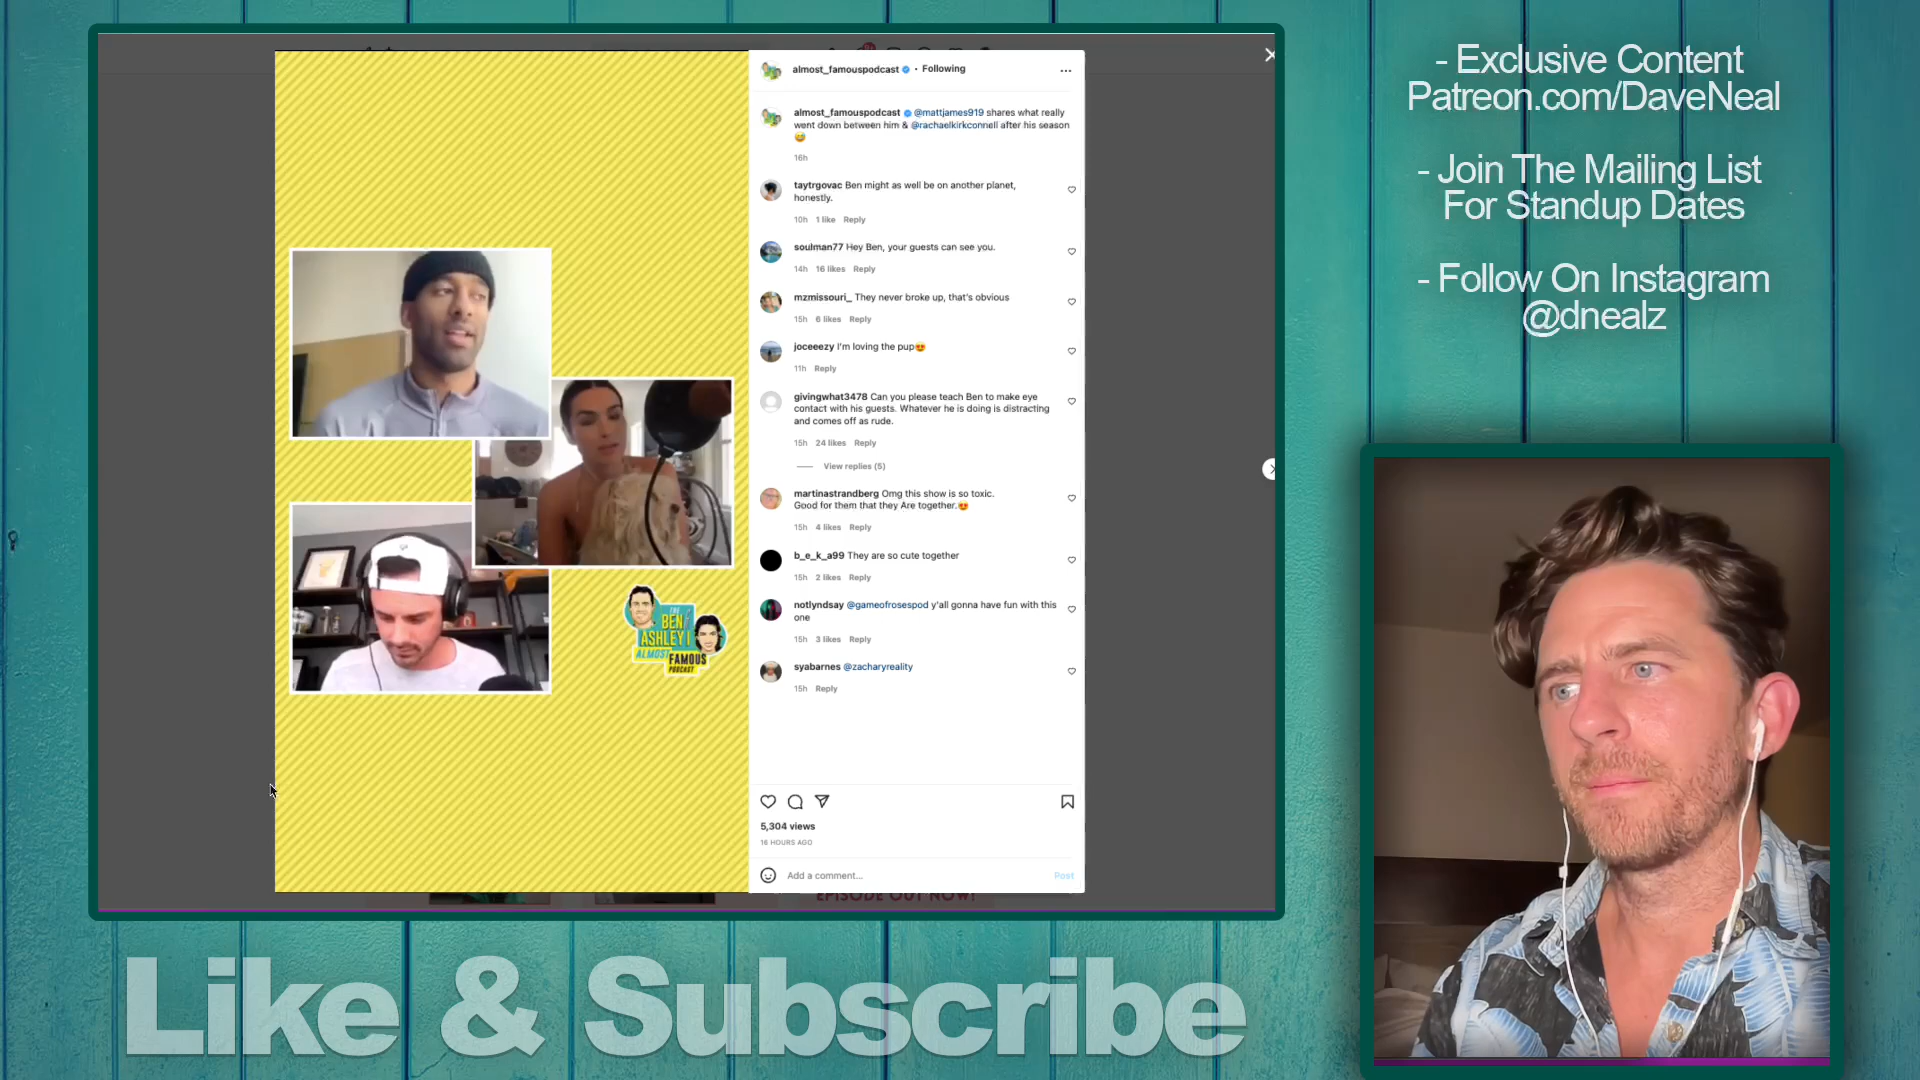 almost_famouspodcast • Following
almost_famouspodcast @mattjames919 shares what really
went down between him & @rachaelkirkconnell after his season
😅
16h
taytrgovac Ben might as well be on another planet,
honestly.
10h 1 like Reply
soulman77 Hey Ben, your guests can see you.
14h 16 likes Reply
mzmissouri_ They never broke up, that's obvious
15h 6 likes Reply
joceeezy I'm loving the pup😍
11h Reply
givingwhat3478 Can you please teach Ben to make eye
contact with his guests. Whatever he is doing is distracting
and comes off as rude.
15h 24 likes Reply
View replies (5)
martinastrandberg Omg this show is so toxic.
Good for them that they Are together.😍
15h 4 likes Reply
b_e_k_a99 They are so cute together
15h 2 likes Reply
notlyndsay @gameofrosespod y'all gonna have fun with this
one
15h 3 likes Reply
syabarnes @zacharyreality
15h Reply
5,304 views
16 HOURS AGO
Add a comment...
Post
THE
BEN
ASHLEY I
ALMOST
FAMOUS
PODCAST
EPISODE OUT NOW!
- Exclusive Content
Patreon.com/DaveNeal
- Join The Mailing List
For Standup Dates
- Follow On Instagram
@dnealz
Like & Subscribe